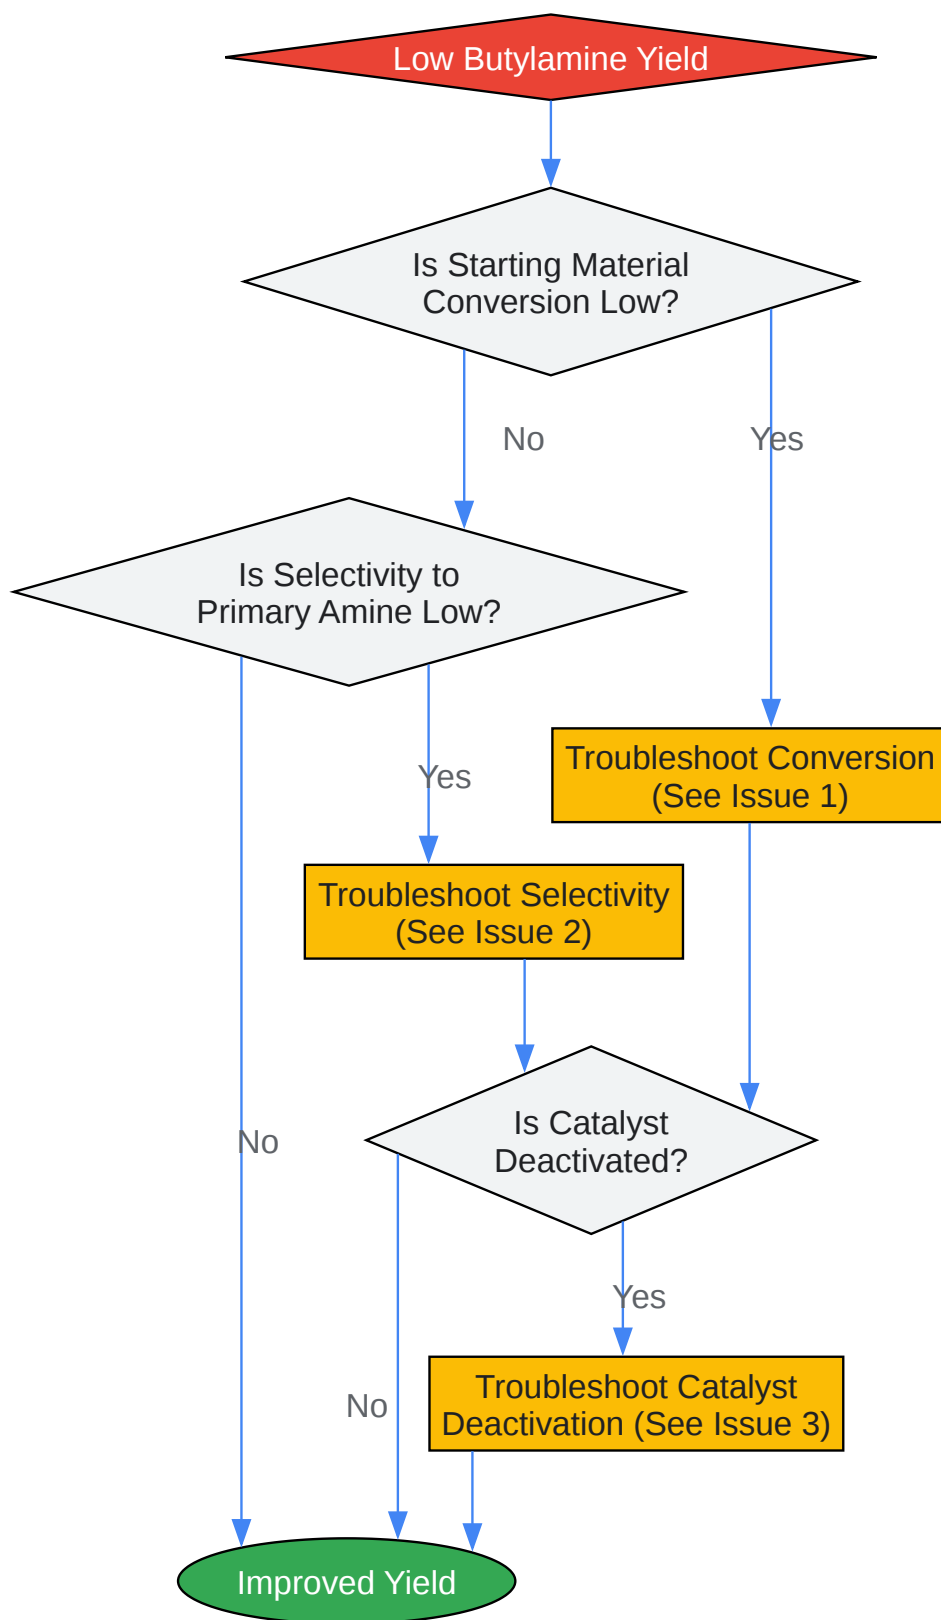 Low Butylamine Yield
Is Starting Material
Conversion Low?
No
Yes
Is Selectivity to
Primary Amine Low?
Troubleshoot Conversion
(See Issue 1)
Yes
Troubleshoot Selectivity
(See Issue 2)
Is Catalyst
Deactivated?
No
Yes
Troubleshoot Catalyst
Deactivation (See Issue 3)
No
Improved Yield